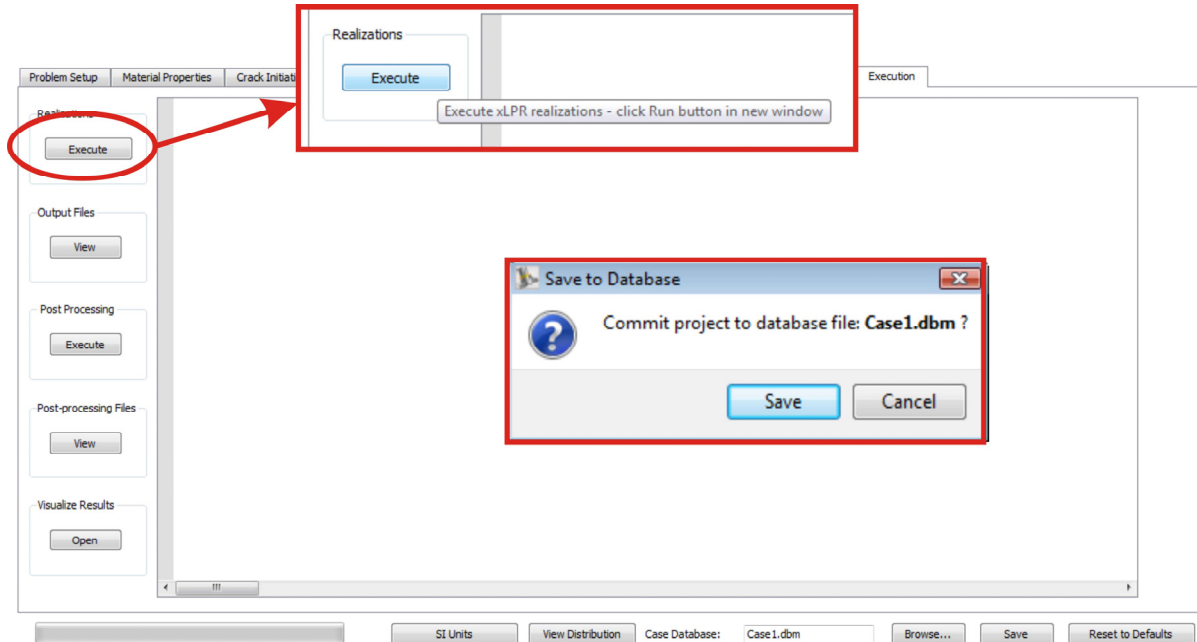 Realizations
Execute
Execute xLPR realizations - click Run button in new window
Problem Setup
Material Properties
Crack Initiati
Execution
Realizations
Execute
Output Files
View
Post Processing
Execute
Post-processing Files
View
Visualize Results
Open
Save to Database
Commit project to database file: Case1.dbm ?
Save
Cancel
SI Units
View Distribution
Case Database:
Case1.dbm
Browse...
Save
Reset to Defaults